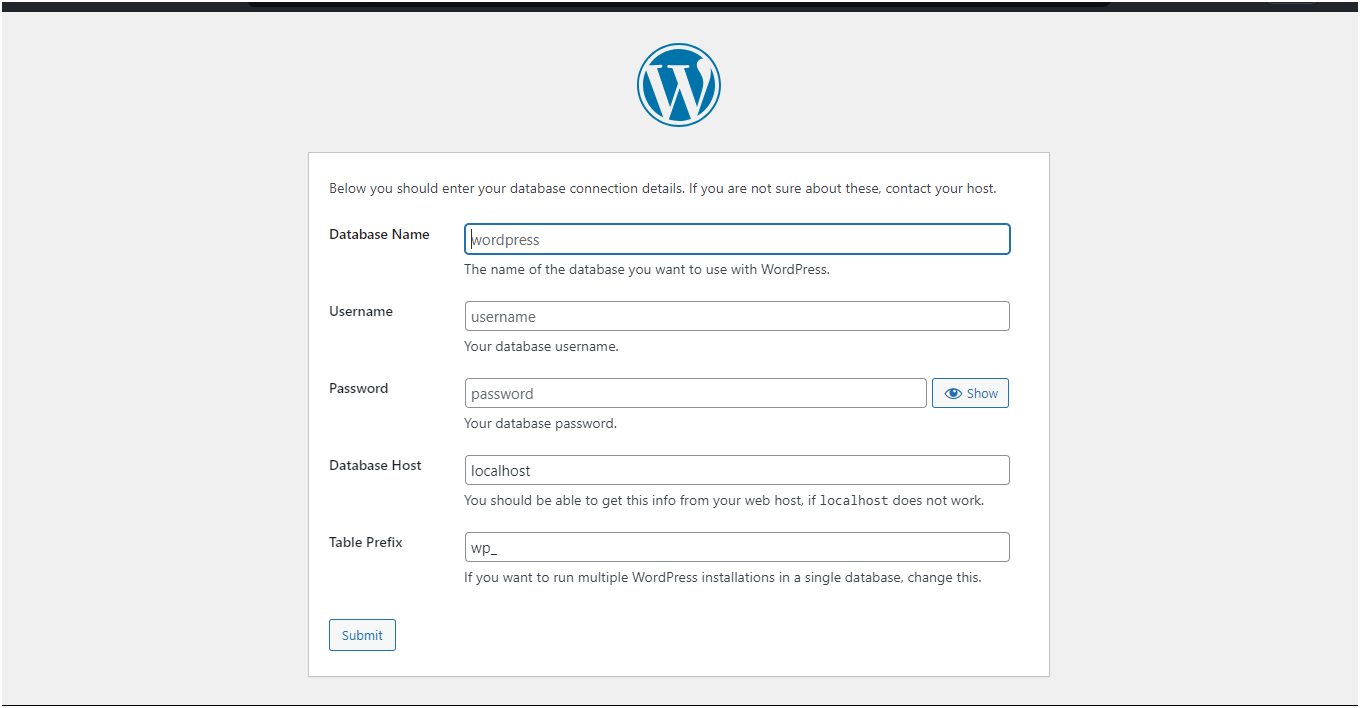 Below you should enter your database connection details. If you are not sure about these, contact your host.
Database Name
wordpress
The name of the database you want to use with WordPress.
Username
username
Your database username.
Password
password
Show
Your database password.
Database Host
localhost
You should be able to get this info from your web host, if localhost does not work.
Table Prefix
wp_
If you want to run multiple WordPress installations in a single database, change this.
Submit